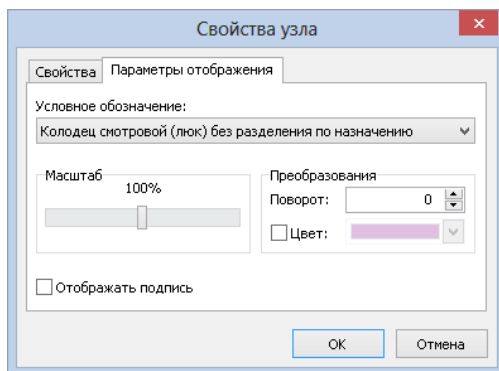 Свойства узла
Свойства Параметры отображения
Условное обозначение:
Колодец смотровой (люк) без разделения по назначению
Масштаб
100%
Преобразования
Поворот: 0
Цвет:
Отображать подпись
OK Отмена